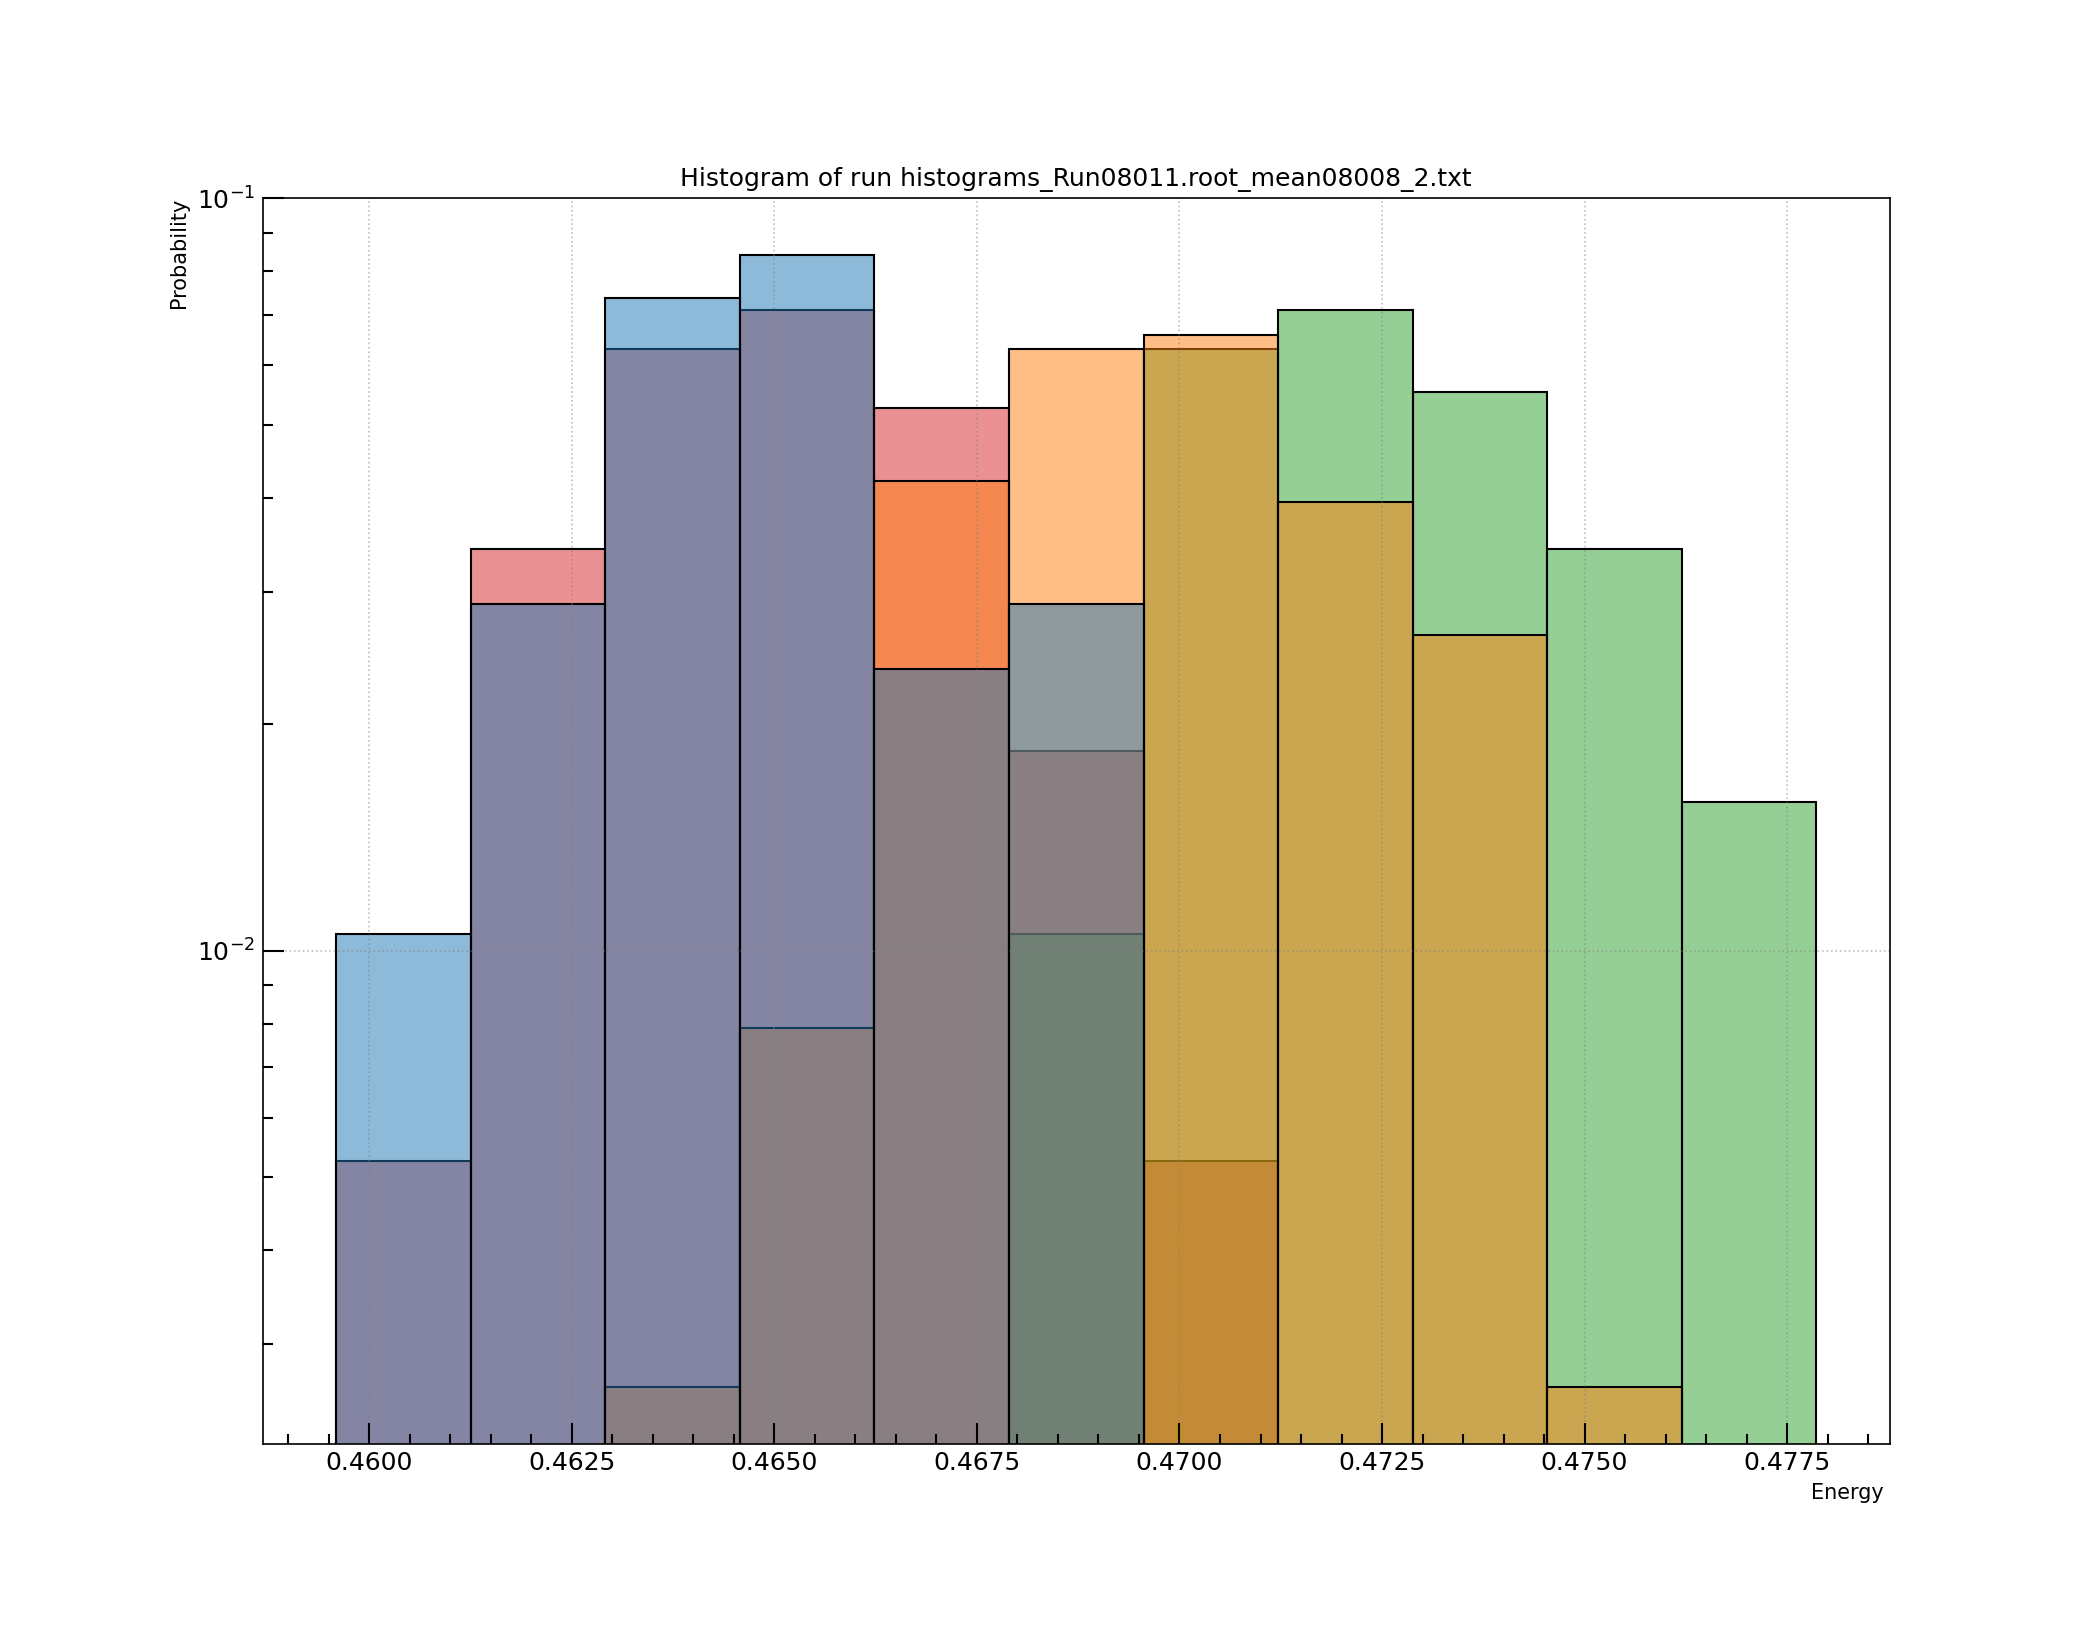 Histogram of run histograms_Run08011.root_mean08008_2.txt
Probability
10⁻¹
10⁻²
0.4600 0.4625 0.4650 0.4675 0.4700 0.4725 0.4750 0.4775
Energy